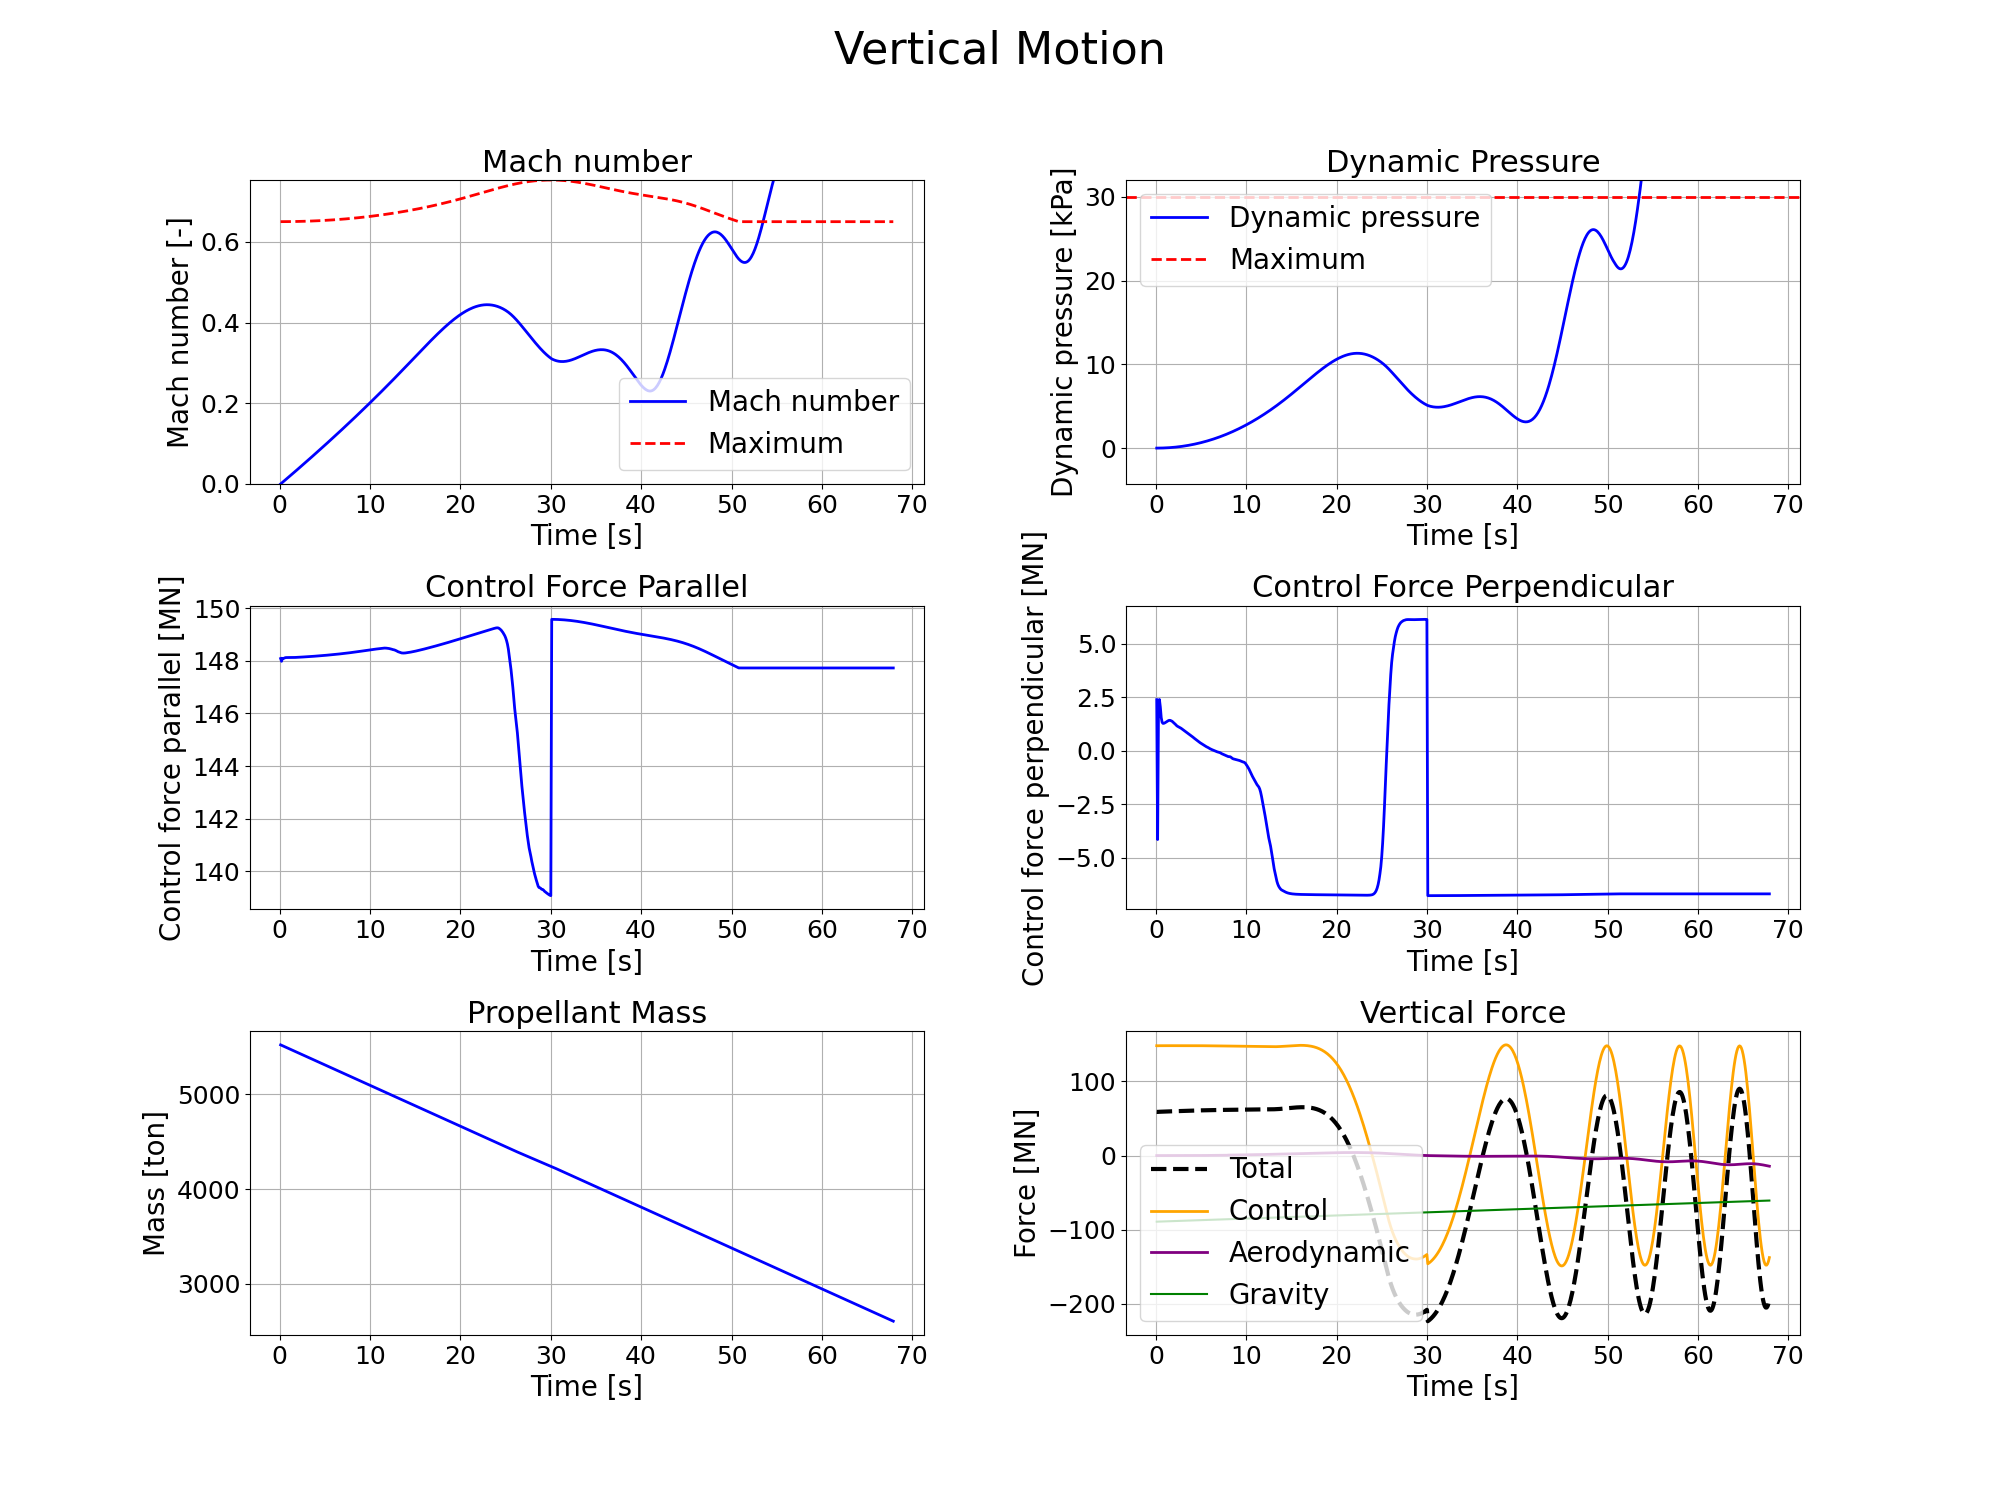 Vertical Motion
Mach number
Mach number [-]
0.6
0.4
0.2
0.0
Mach number
Maximum
0 10 20 30 40 50 60 70
Time [s]
Dynamic Pressure
Dynamic pressure [kPa]
30
20
10
0
Dynamic pressure
Maximum
0 10 20 30 40 50 60 70
Time [s]
Control Force Parallel
Control force parallel [MN]
150
148
146
144
142
140
0 10 20 30 40 50 60 70
Time [s]
Control Force Perpendicular
Control force perpendicular [MN]
5.0
2.5
0.0
−2.5
−5.0
0 10 20 30 40 50 60 70
Time [s]
Propellant Mass
Mass [ton]
5000
4000
3000
0 10 20 30 40 50 60 70
Time [s]
Vertical Force
Force [MN]
100
0
−100
−200
Total
Control
Aerodynamic
Gravity
0 10 20 30 40 50 60 70
Time [s]